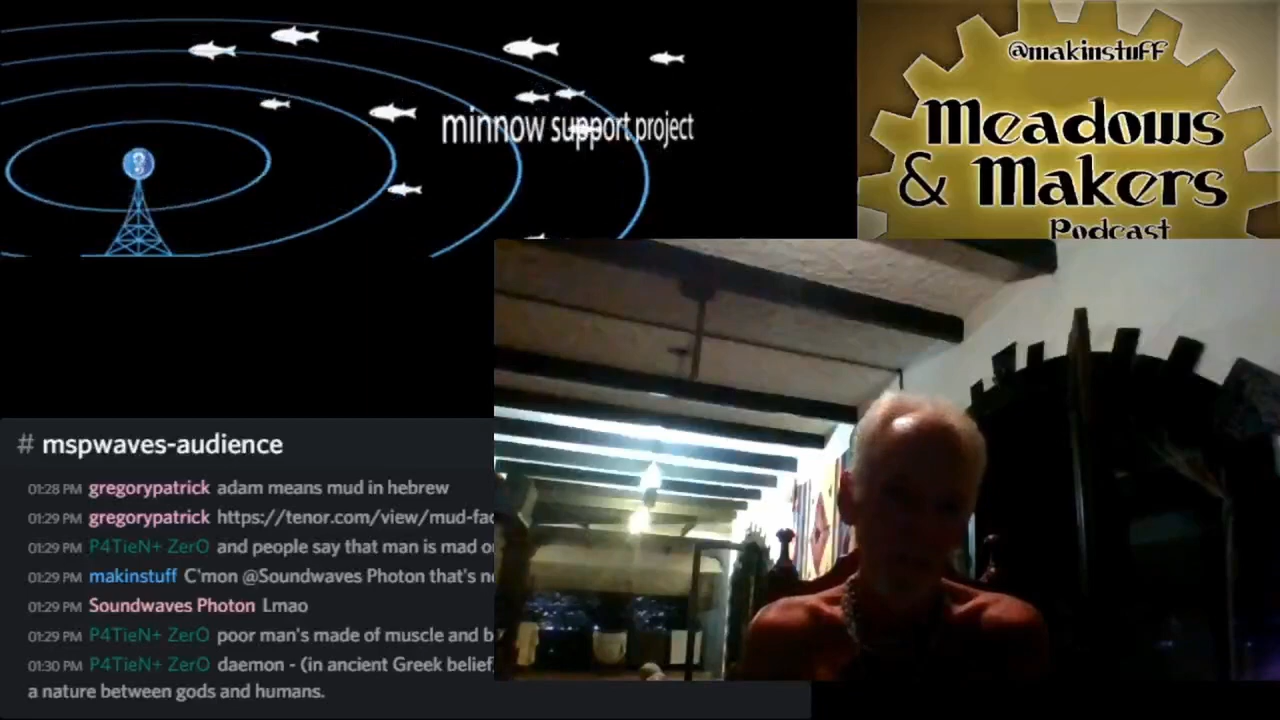 minnow support project
@makinstuff
Meadows
& Makers
Podcast
# mspwaves-audience
01:28 PM gregorypatrick adam means mud in hebrew
01:29 PM gregorypatrick https://tenor.com/view/mud-fac
01:29 PM P4TieN+ ZerO and people say that man is mad o
01:29 PM makinstuff C'mon @Soundwaves Photon that's n
01:29 PM Soundwaves Photon Lmao
01:29 PM P4TieN+ ZerO poor man's made of muscle and b
01:30 PM P4TieN+ ZerO daemon - (in ancient Greek belief
a nature between gods and humans.